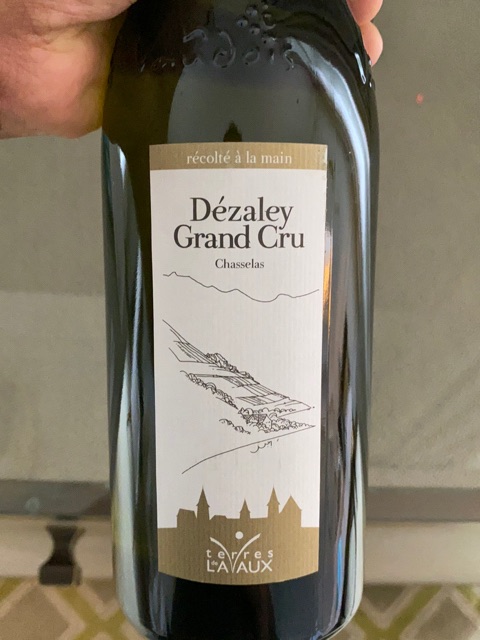 récolté à la main
Dézaley
Grand Cru
Chasselas
terres
de
LAVAUX